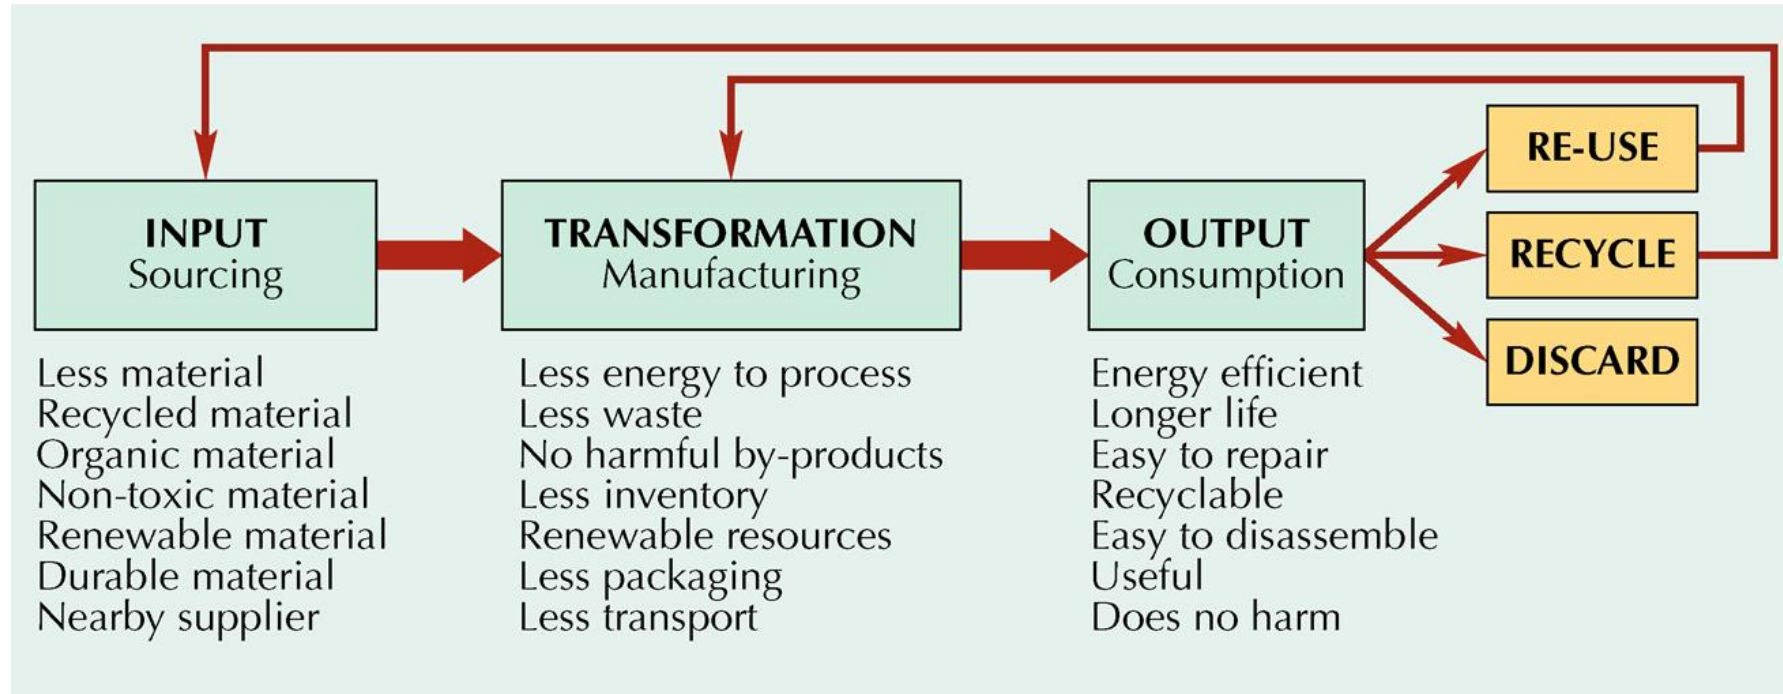 INPUT
Sourcing
Less material
Recycled material
Organic material
Non-toxic material
Renewable material
Durable material
Nearby supplier
TRANSFORMATION
Manufacturing
Less energy to process
Less waste
No harmful by-products
Less inventory
Renewable resources
Less packaging
Less transport
OUTPUT
Consumption
Energy efficient
Longer life
Easy to repair
Recyclable
Easy to disassemble
Useful
Does no harm
RE-USE
RECYCLE
DISCARD